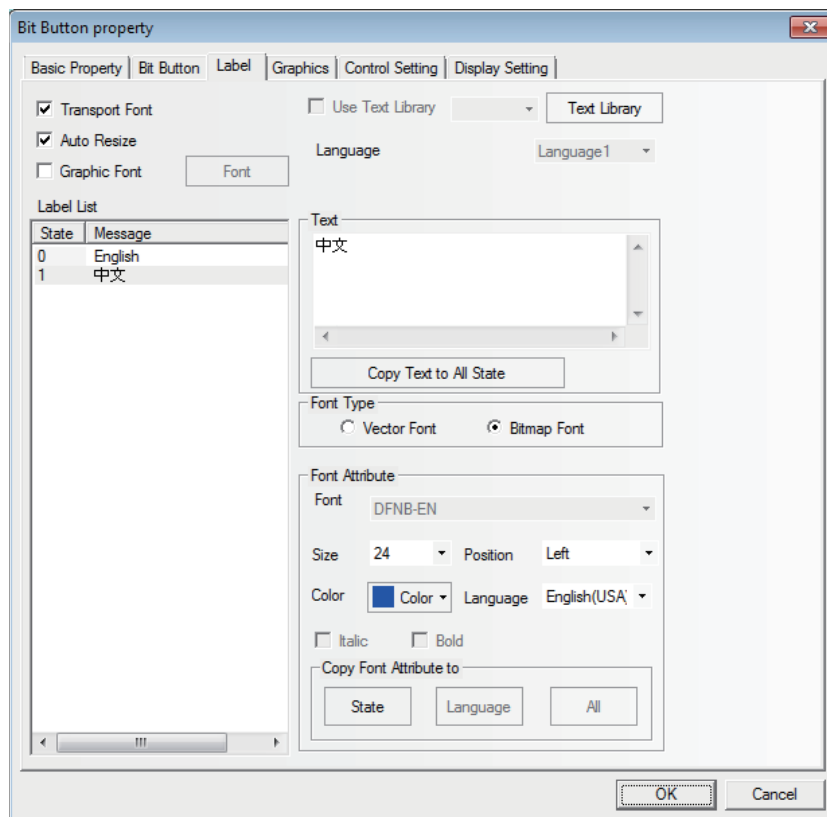 Bit Button property
Basic Property Bit Button Label Graphics Control Setting Display Setting
Transport Font
Auto Resize
Graphic Font Font
Use Text Library Text Library
Language Language1
Label List
State Message
0 English
1 中文
Text
中文
Copy Text to All State
Font Type
Vector Font Bitmap Font
Font Attribute
Font DFNB-EN
Size 24 Position Left
Color Color Language English(USA)
Italic Bold
Copy Font Attribute to
State Language All
OK Cancel